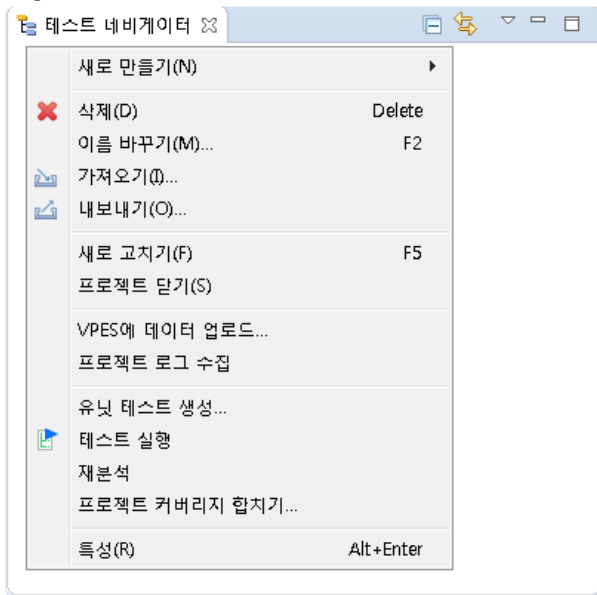 테스트 네비게이터
새로 만들기(N)
삭제(D) Delete
이름 바꾸기(M)... F2
가져오기(I)...
내보내기(O)...
새로 고치기(F) F5
프로젝트 닫기(S)
VPES에 데이터 업로드...
프로젝트 로그 수집
유닛 테스트 생성...
테스트 실행
재분석
프로젝트 커버리지 합치기...
특성(R) Alt+Enter